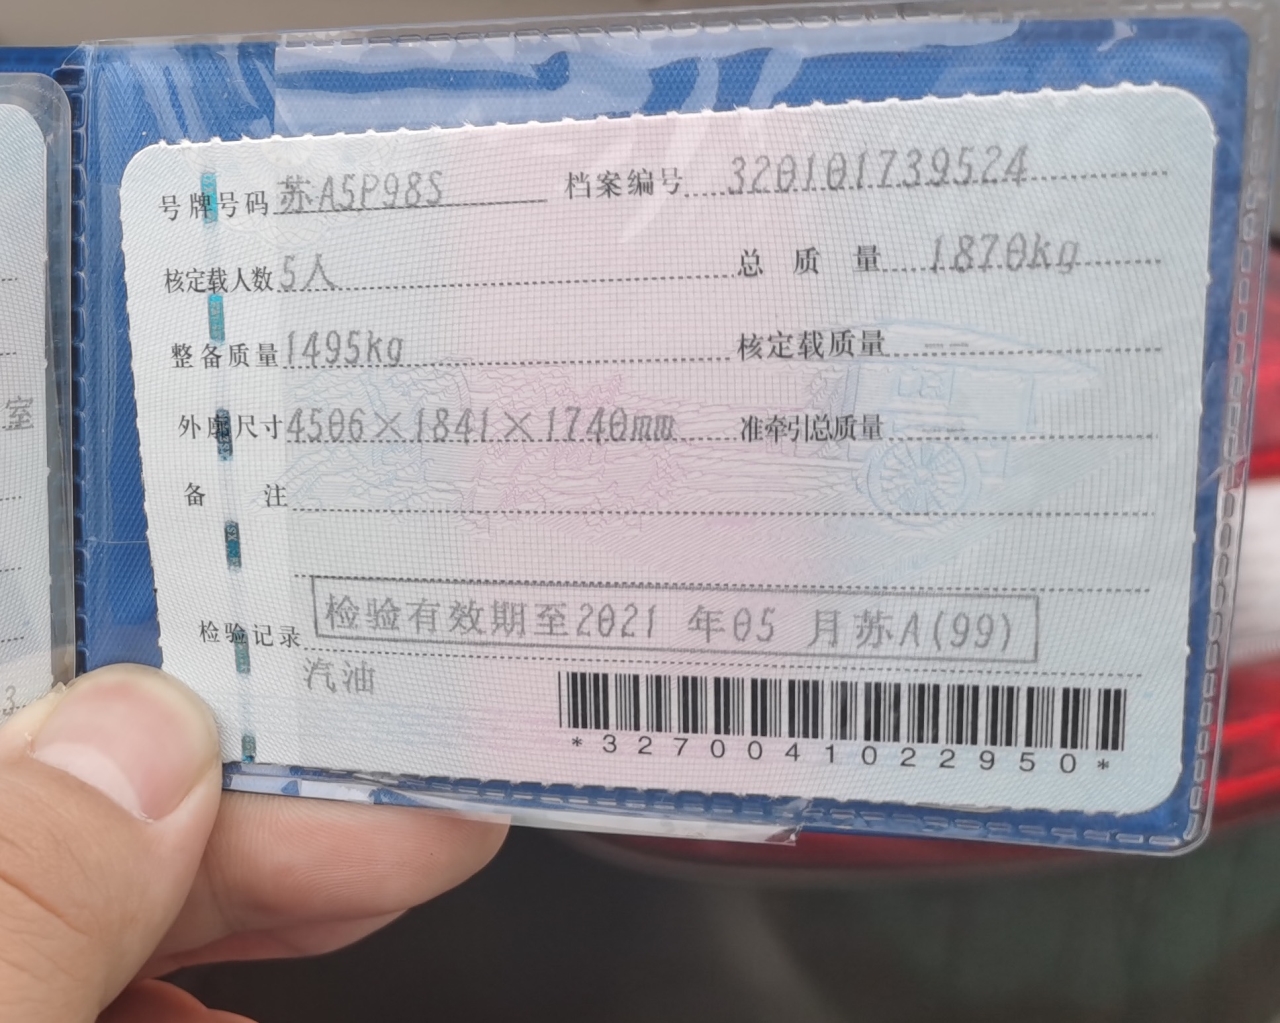 号牌号码 苏A5P98S 档案编号 320101739524
核定载人数 5人 总质量 1870kg
整备质量 1495kg 核定载质量 --
外廓尺寸 4506×1841×1740mm 准牵引总质量
备注
检验记录 检验有效期至2021 年05 月苏A(99)
汽油
*3270041022950*
室
3